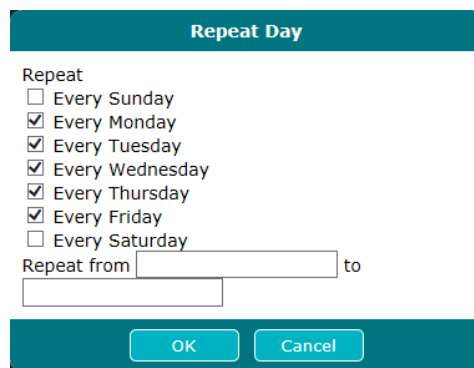 Repeat Day
Repeat
Every Sunday
Every Monday
Every Tuesday
Every Wednesday
Every Thursday
Every Friday
Every Saturday
Repeat from to
OK Cancel